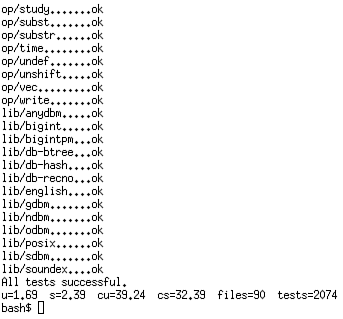 op/study.......ok
op/subst.......ok
op/substr......ok
op/time........ok
op/undef.......ok
op/unshift.....ok
op/vec.........ok
op/write.......ok
lib/anydbm.....ok
lib/bigint.....ok
lib/bigintpm...ok
lib/db-btree...ok
lib/db-hash....ok
lib/db-recno...ok
lib/english....ok
lib/gdbm.......ok
lib/ndbm.......ok
lib/odbm.......ok
lib/posix......ok
lib/sdbm.......ok
lib/soundex....ok
All tests successful.
u=1.69  s=2.39  cu=39.24  cs=32.39  files=90  tests=2074
bash$